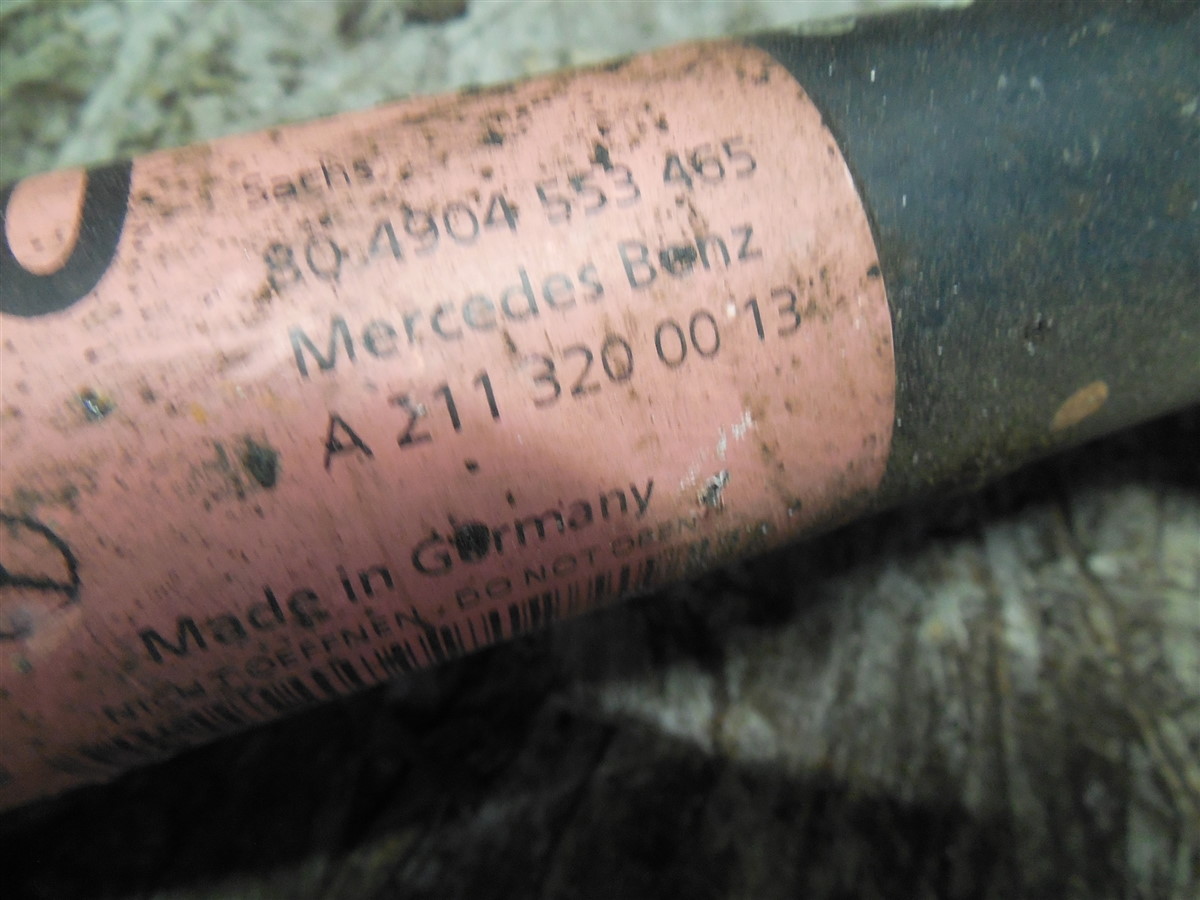 Sachs
80 4904 553 465
Mercedes Benz
A 211 320 00 13
Made in Germany
NICHT OEFFNEN - DO NOT OPEN